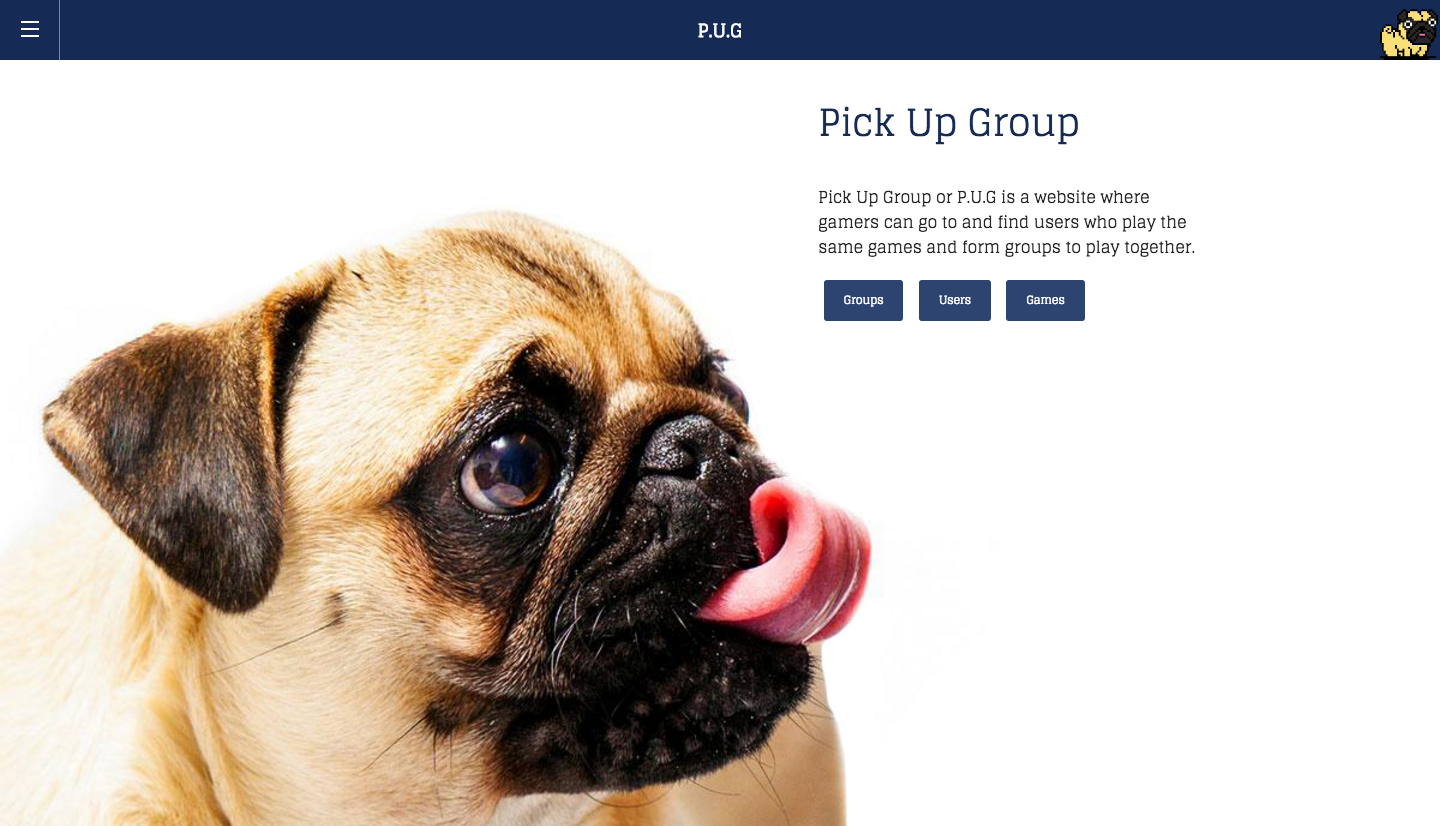 P.U.G
Pick Up Group
Pick Up Group or P.U.G is a website where
gamers can go to and find users who play the
same games and form groups to play together.
Groups Users Games